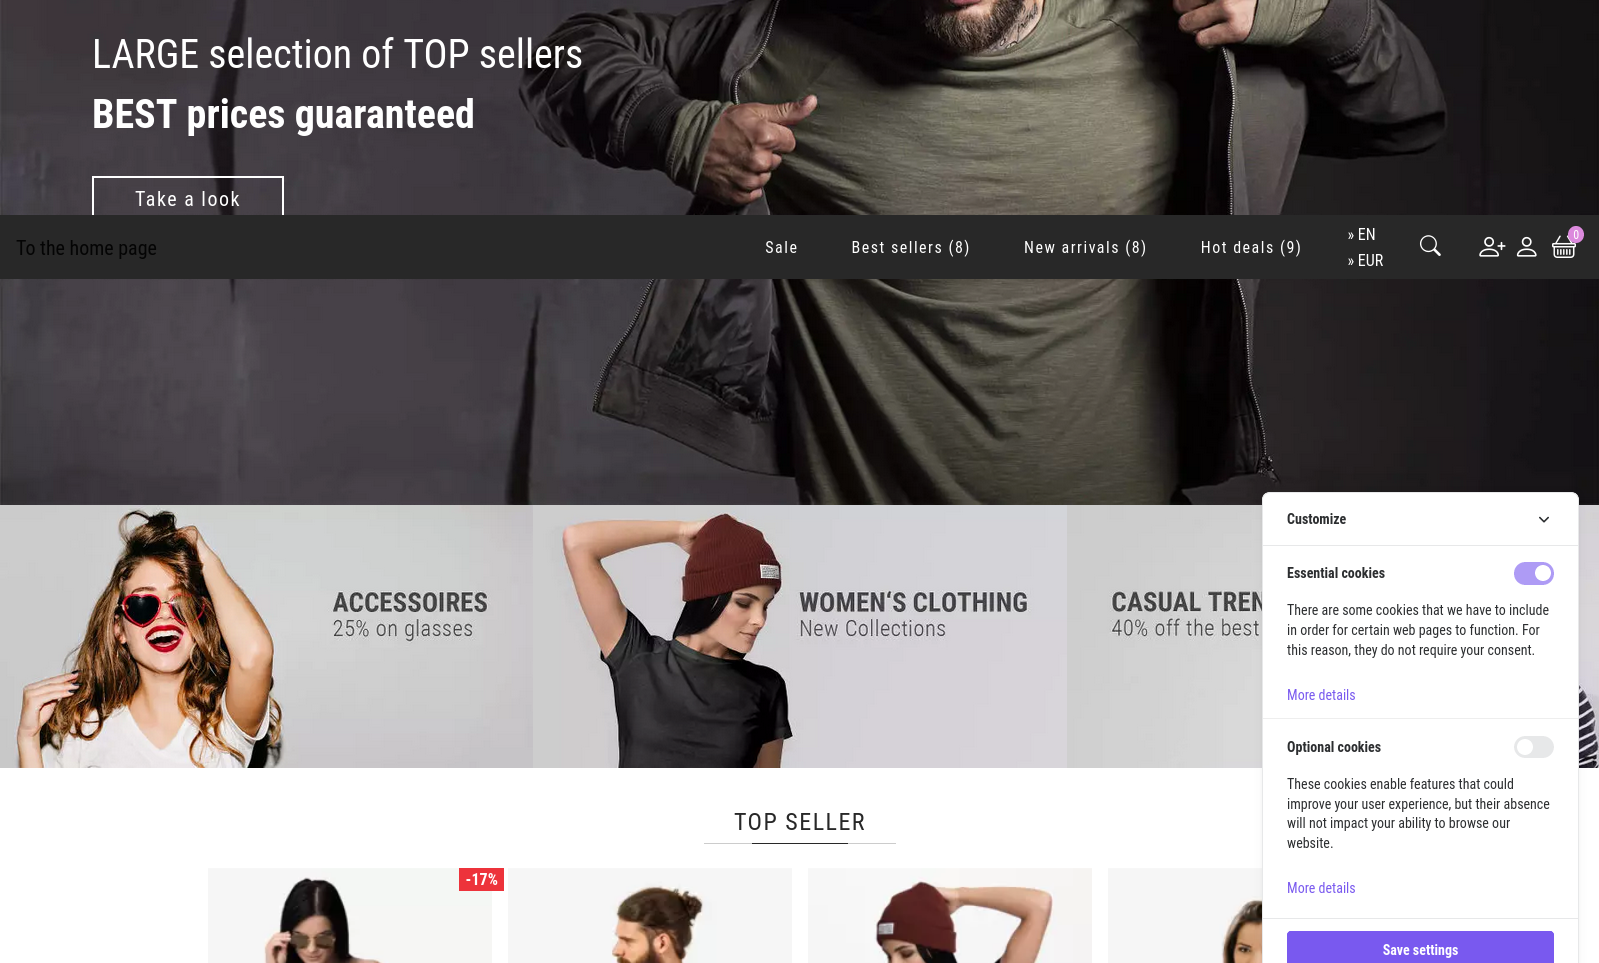 LARGE selection of TOP sellers
BEST prices guaranteed
Take a look
To the home page
Sale
Best sellers (8)
New arrivals (8)
Hot deals (9)
» EN
» EUR
0
ACCESSOIRES
25% on glasses
WOMEN‘S CLOTHING
New Collections
CASUAL TREN
40% off the best
Customize
Essential cookies
There are some cookies that we have to include
in order for certain web pages to function. For
this reason, they do not require your consent.
More details
Optional cookies
These cookies enable features that could
improve your user experience, but their absence
will not impact your ability to browse our
website.
More details
Save settings
TOP SELLER
-17%